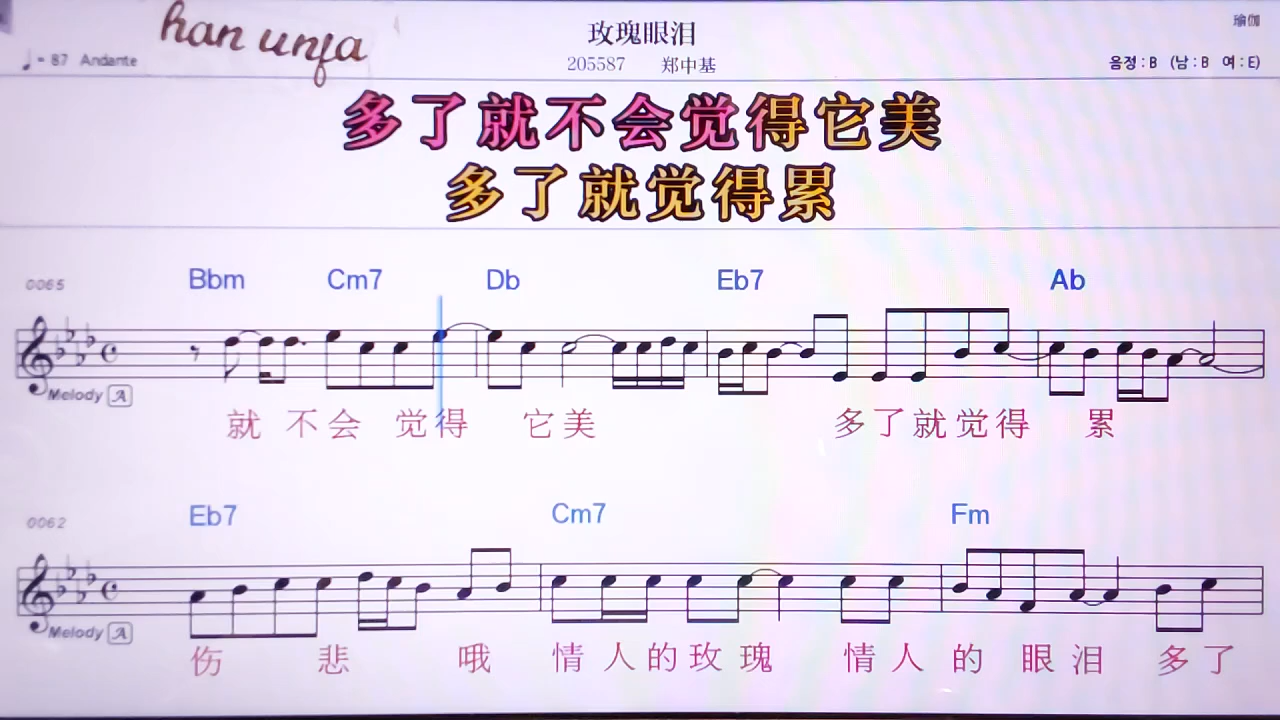 han unfa
玫瑰眼泪
瑜伽
♩= 87 Andante
205587 郑中基
음정 : B (남 : B 여 : E)
多了就不会觉得它美
多了就觉得累
0065 Bbm Cm7 Db Eb7 Ab
Melody A
就 不会 觉得 它美 多了就觉得 累
0062 Eb7 Cm7 Fm
Melody A
伤 悲 哦 情人的玫瑰 情人的眼泪 多了